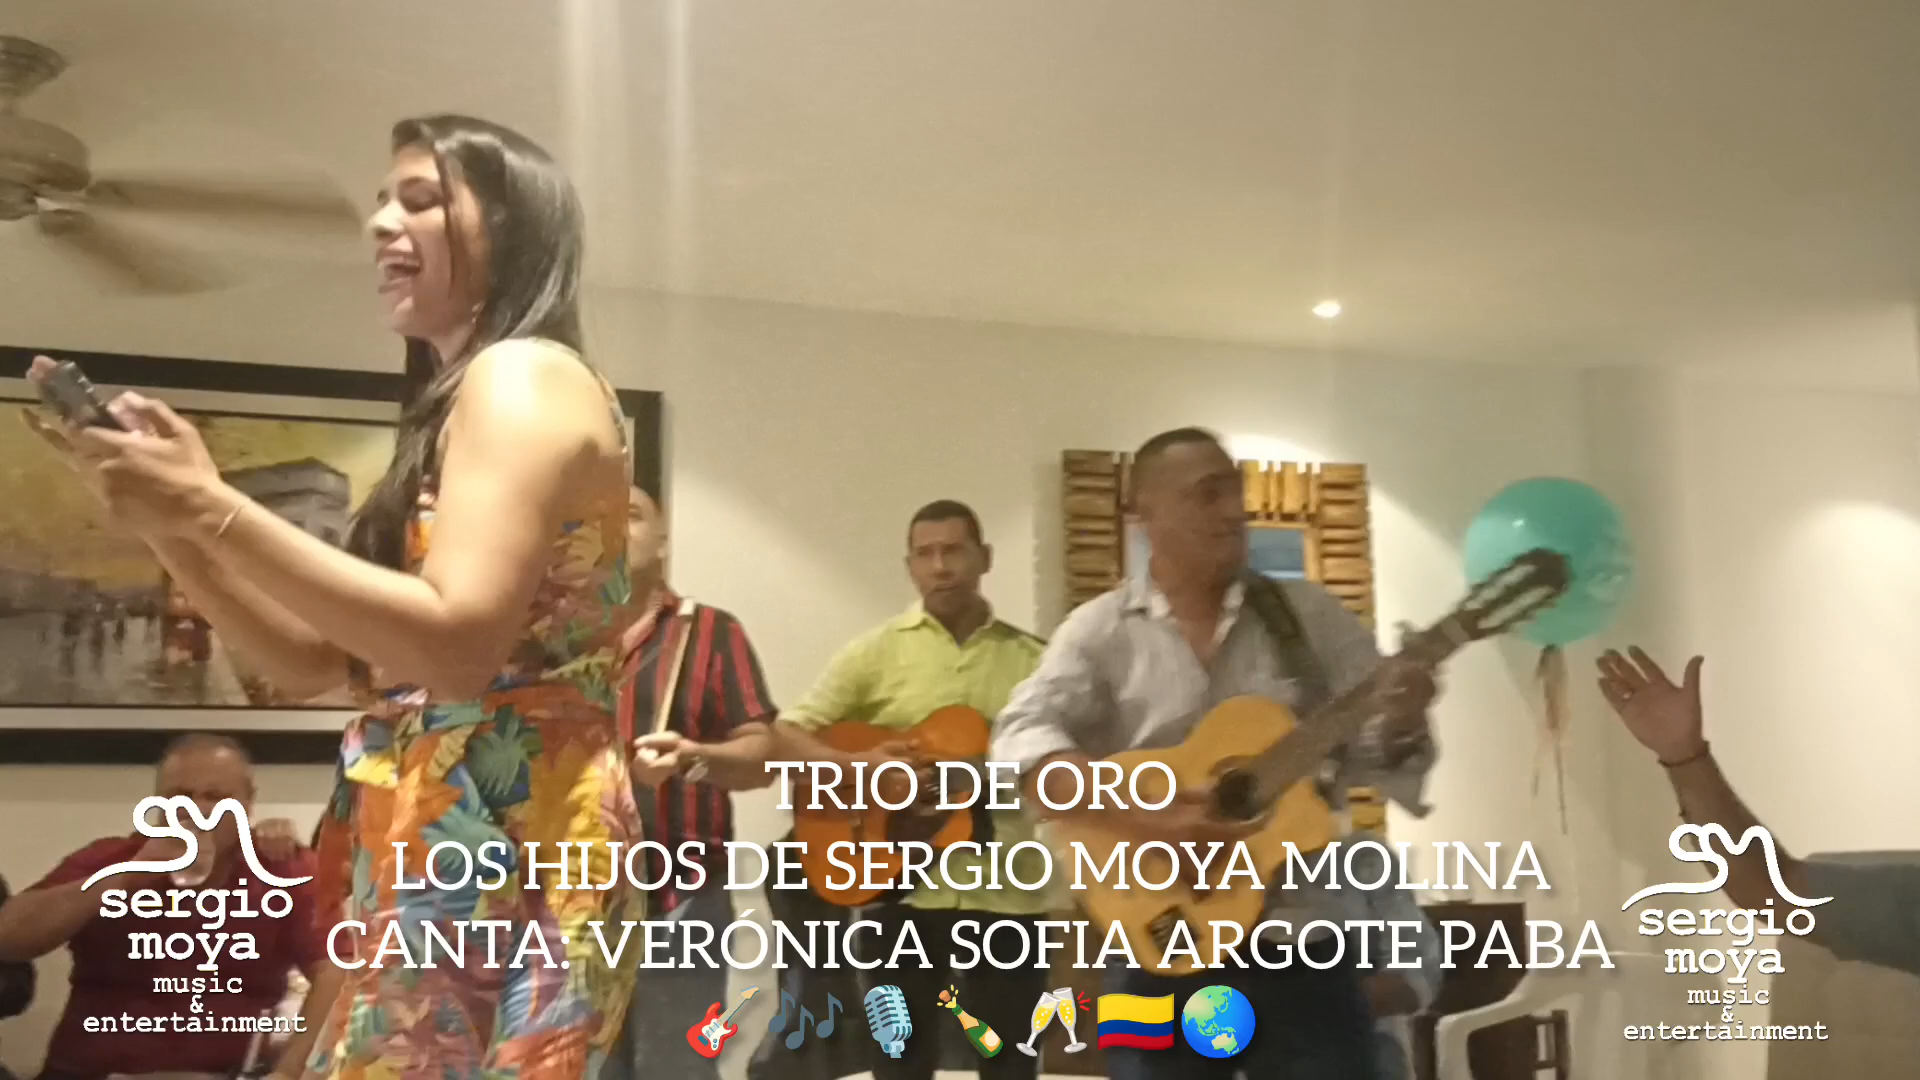 TRIO DE ORO
LOS HIJOS DE SERGIO MOYA MOLINA
CANTA: VERÓNICA SOFIA ARGOTE PABA
sergio
moya
music
&
entertainment
sergio
moya
music
&
entertainment